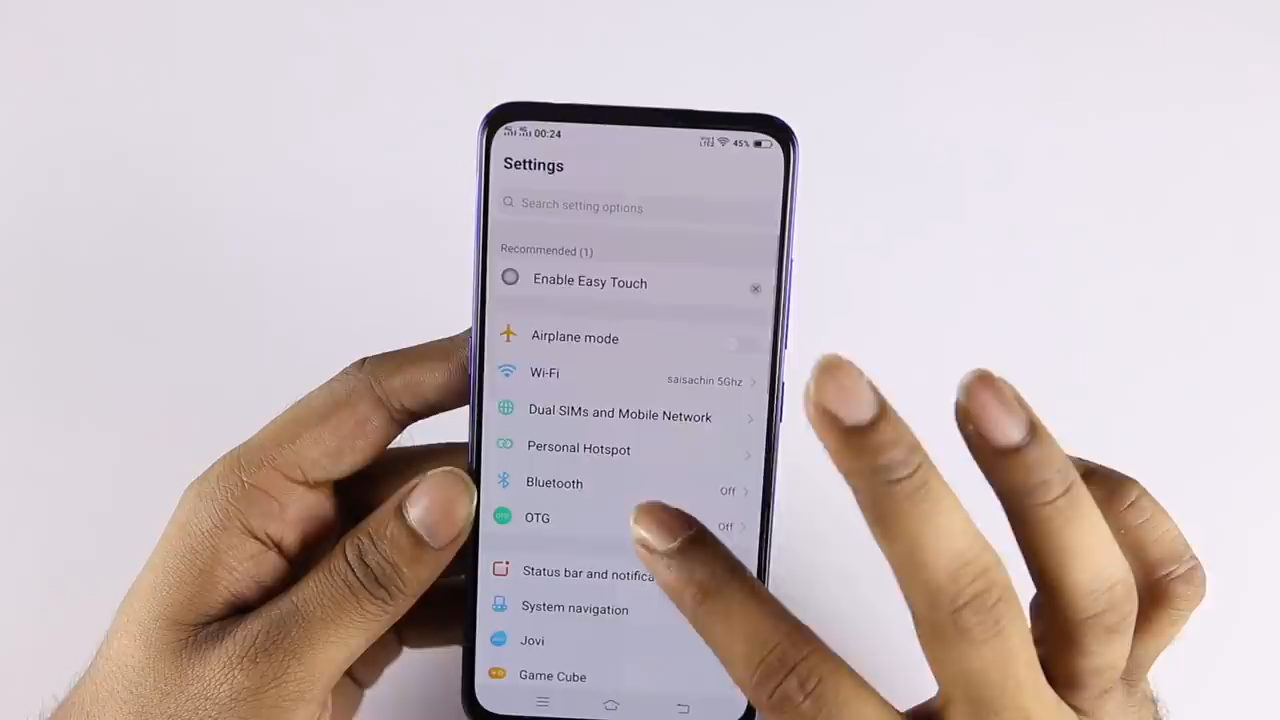 00:24
45%
Settings
Search setting options
Recommended (1)
Enable Easy Touch
Airplane mode
Wi-Fi saisachin 5Ghz
Dual SIMs and Mobile Network
Personal Hotspot
Bluetooth Off
OTG Off
Status bar and notifica
System navigation
Jovi
Game Cube